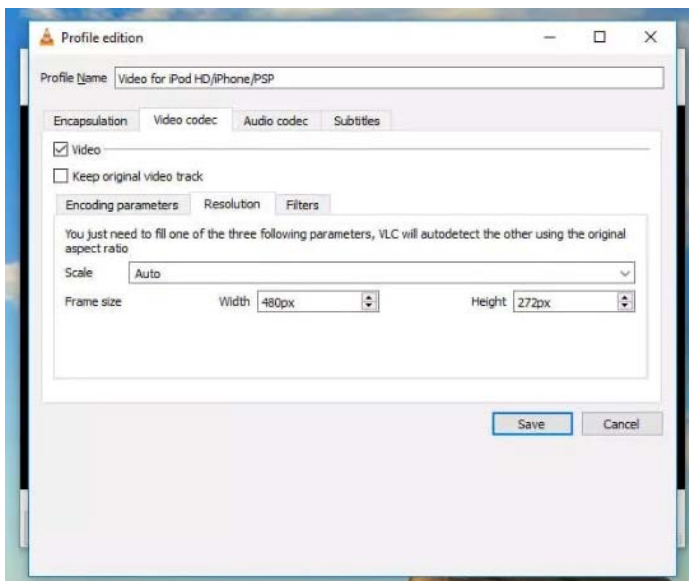 Profile edition
Profile Name Video for iPod HD/iPhone/PSP
Encapsulation Video codec Audio codec Subtitles
Video
Keep original video track
Encoding parameters Resolution Filters
You just need to fill one of the three following parameters, VLC will autodetect the other using the original
aspect ratio
Scale Auto
Frame size Width 480px Height 272px
Save Cancel